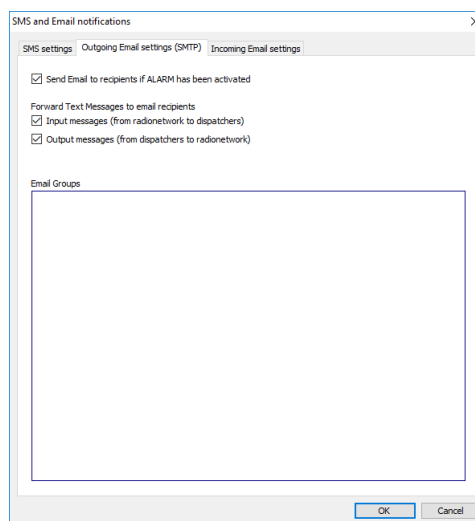 SMS and Email notifications
SMS settings Outgoing Email settings (SMTP) Incoming Email settings
Send Email to recipients if ALARM has been activated
Forward Text Messages to email recipients
Input messages (from radionetwork to dispatchers)
Output messages (from dispatchers to radionetwork)
Email Groups
OK Cancel